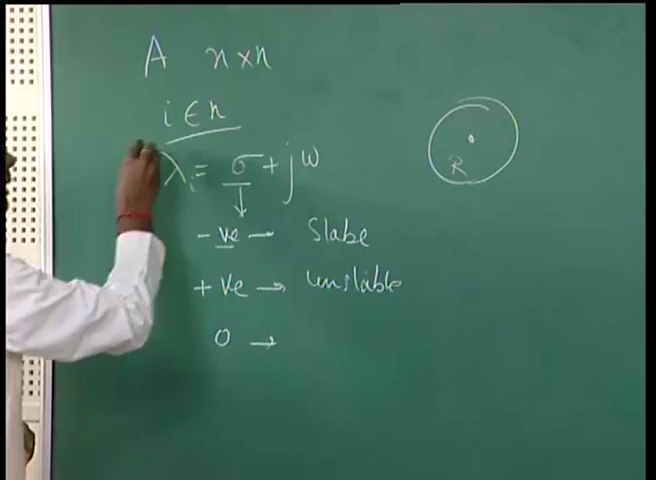 A n×n
i ∈ n
λi = σ + jω
R
-ve → Slabe
+ve → unslable
0 →